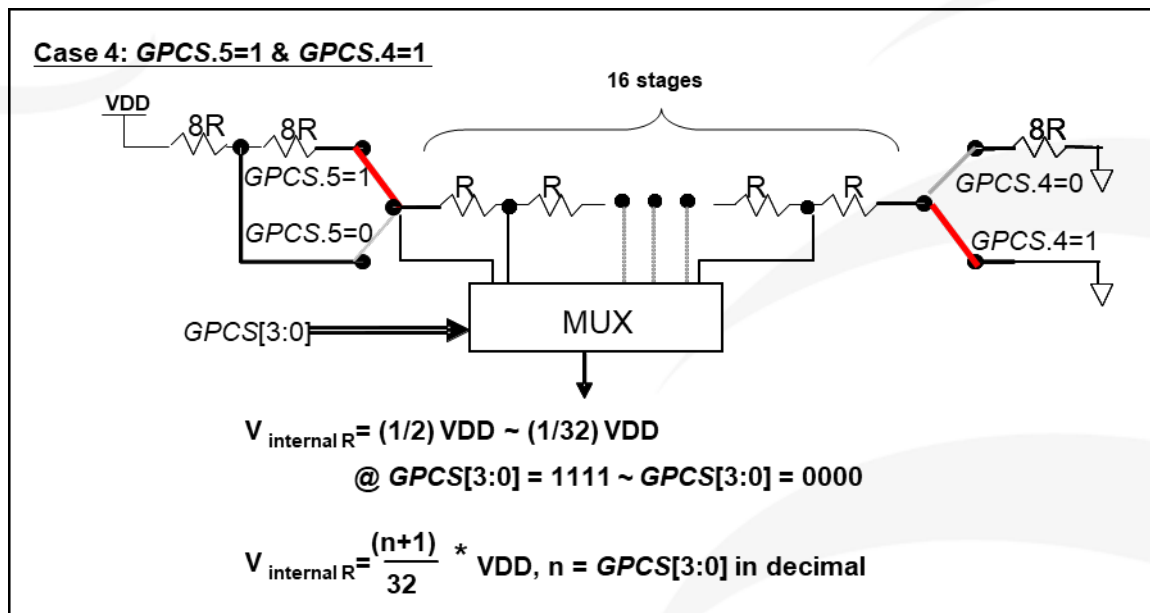 Case 4: GPCS.5=1 & GPCS.4=1
16 stages
VDD
8R
8R
8R
GPCS.5=1
R
R
R
R
GPCS.4=0
GPCS.5=0
GPCS.4=1
MUX
GPCS[3:0]
V internal R= (1/2) VDD ~ (1/32) VDD
@ GPCS[3:0] = 1111 ~ GPCS[3:0] = 0000
V internal R= (n+1)/32 * VDD, n = GPCS[3:0] in decimal